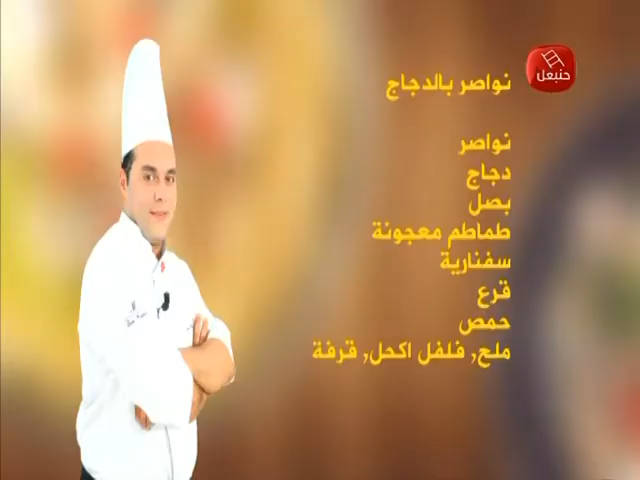 حنبعل
نواصر بالدجاج
نواصر
دجاج
بصل
طماطم معجونة
سفنارية
قرع
حمص
ملح, فلفل اكحل, قرفة